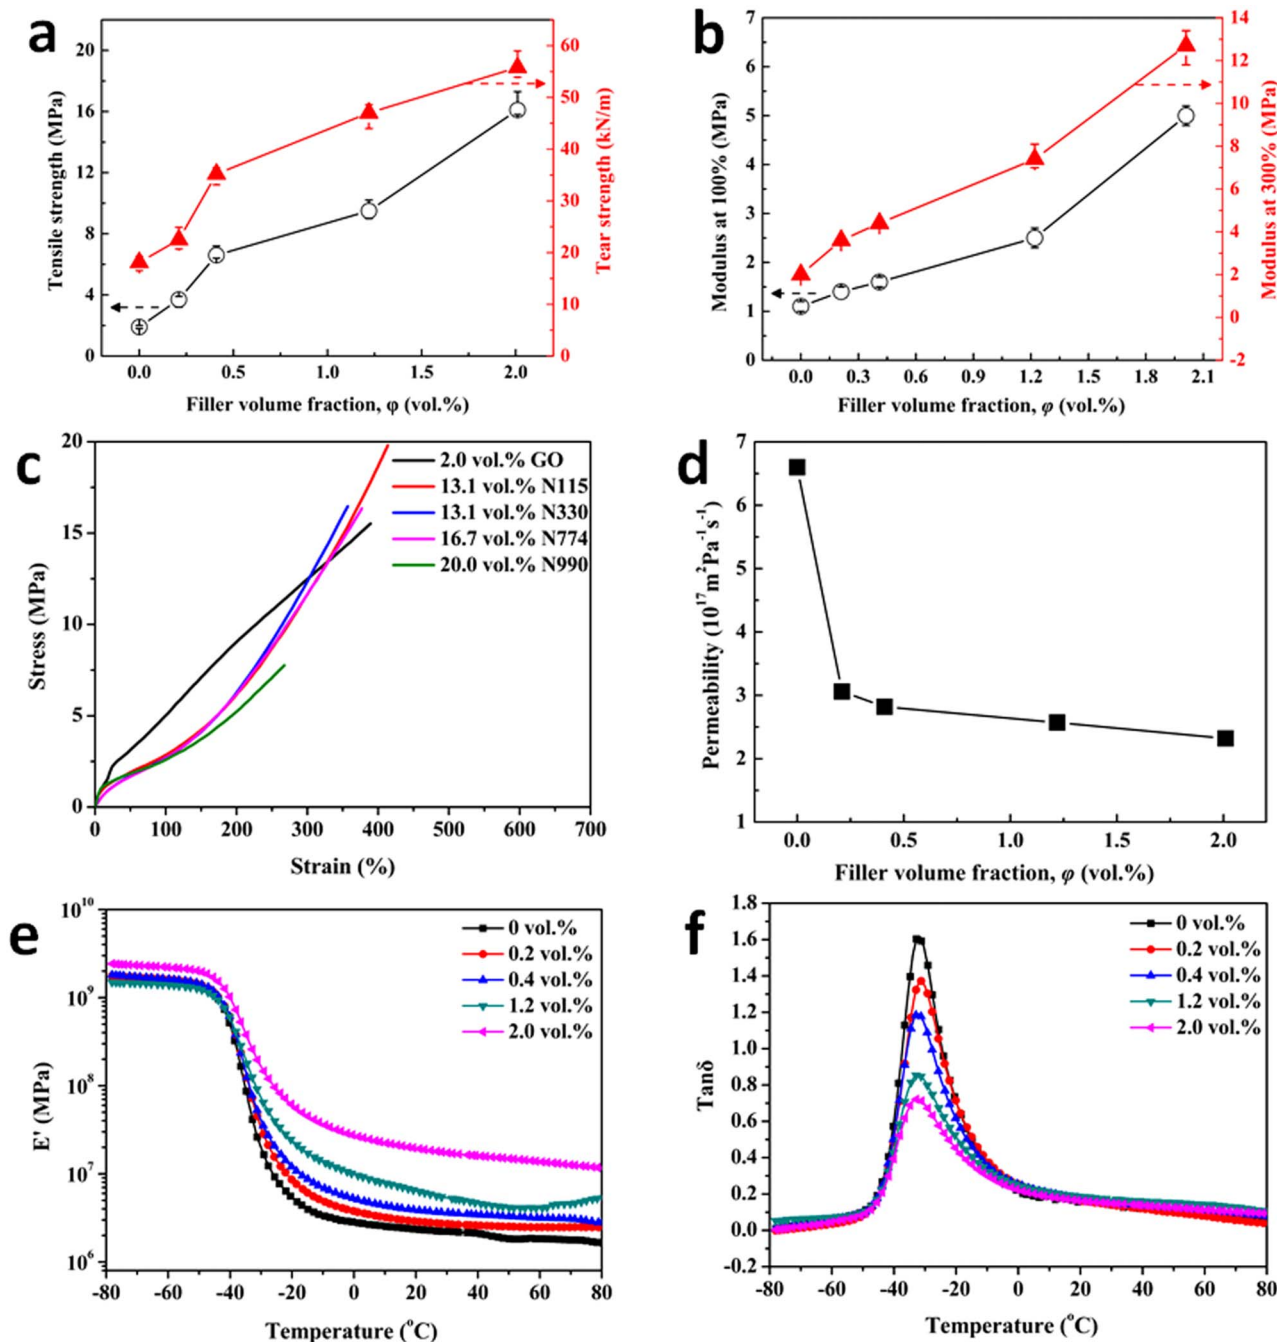 a
Tensile strength (MPa)
20
16
12
8
4
0
0.0 0.5 1.0 1.5 2.0
Filler volume fraction, φ (vol.%)
60
50
40
30
20
10
0
Tear strength (kN/m)
b
Modulus at 100% (MPa)
7
6
5
4
3
2
1
0
0.0 0.3 0.6 0.9 1.2 1.5 1.8 2.1
Filler volume fraction, φ (vol.%)
14
12
10
8
6
4
2
0
-2
Modulus at 300% (MPa)
c
Stress (MPa)
20
15
10
5
0
2.0 vol.% GO
13.1 vol.% N115
13.1 vol.% N330
16.7 vol.% N774
20.0 vol.% N990
0 100 200 300 400 500 600 700
Strain (%)
d
Permeability (10¹⁷m²Pa⁻¹s⁻¹)
7
6
5
4
3
2
1
0.0 0.5 1.0 1.5 2.0
Filler volume fraction, φ (vol.%)
e
E' (MPa)
10¹⁰
10⁹
10⁸
10⁷
10⁶
0 vol.%
0.2 vol.%
0.4 vol.%
1.2 vol.%
2.0 vol.%
-80 -60 -40 -20 0 20 40 60 80
Temperature (°C)
f
Tanδ
1.8
1.6
1.4
1.2
1.0
0.8
0.6
0.4
0.2
0.0
-0.2
0 vol.%
0.2 vol.%
0.4 vol.%
1.2 vol.%
2.0 vol.%
-80 -60 -40 -20 0 20 40 60 80
Temperature (°C)